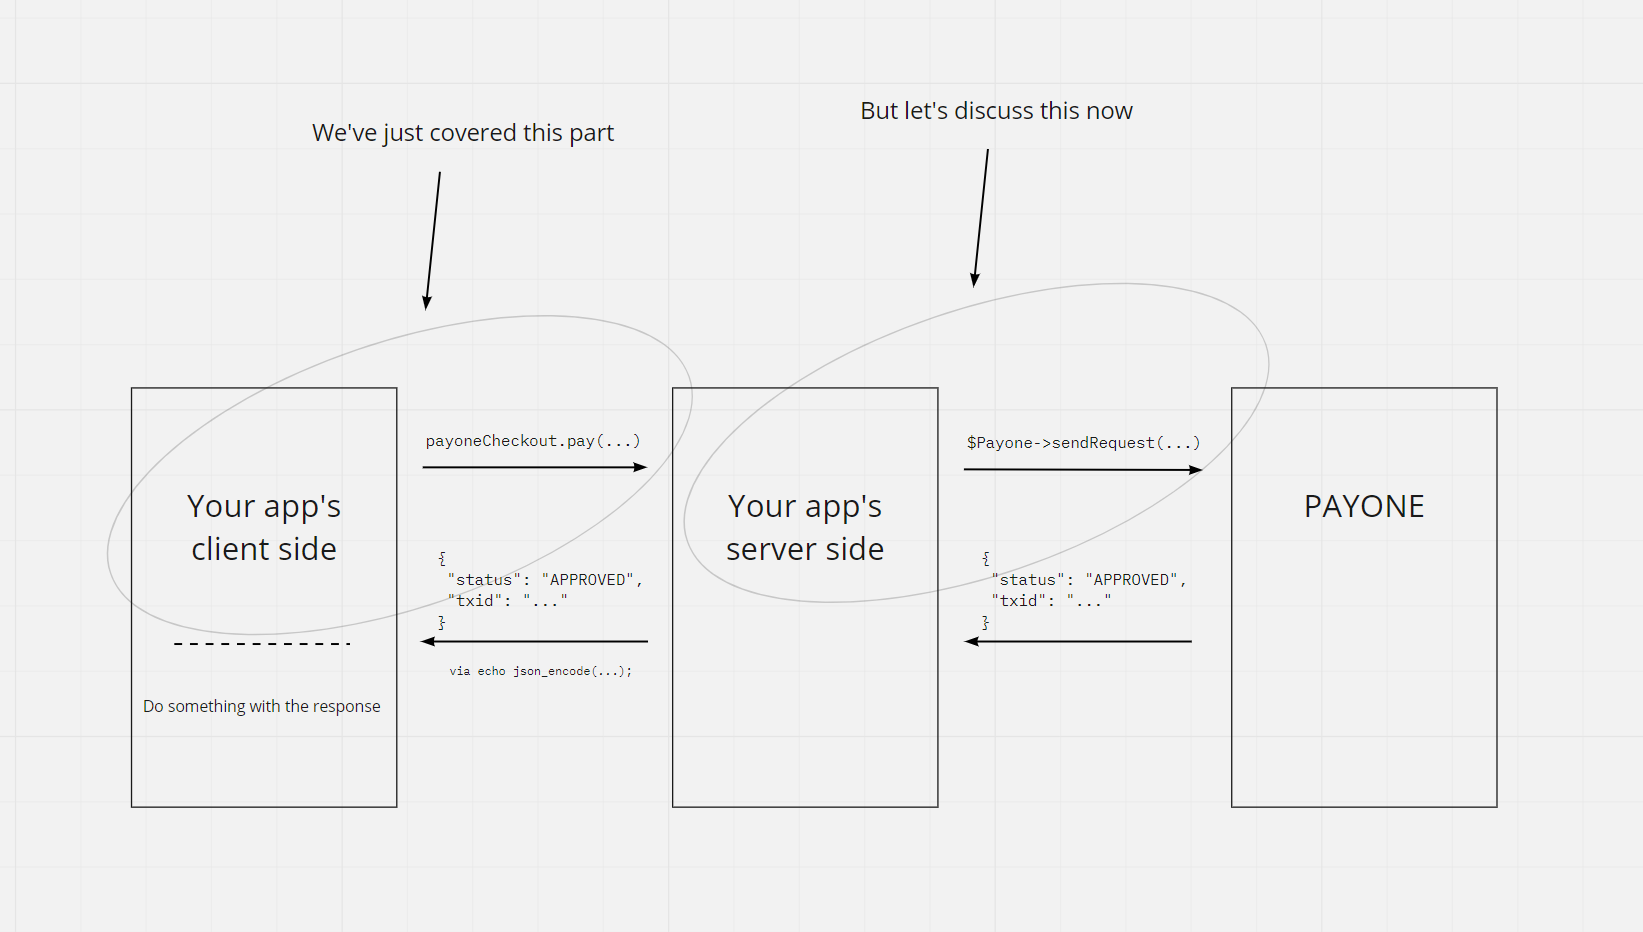 We've just covered this part
But let's discuss this now
payoneCheckout.pay(...)
$Payone->sendRequest(...)
Your app's
client side
Your app's
server side
PAYONE
{
"status": "APPROVED",
"txid": "..."
}
{
"status": "APPROVED",
"txid": "..."
}
via echo json_encode(...);
Do something with the response